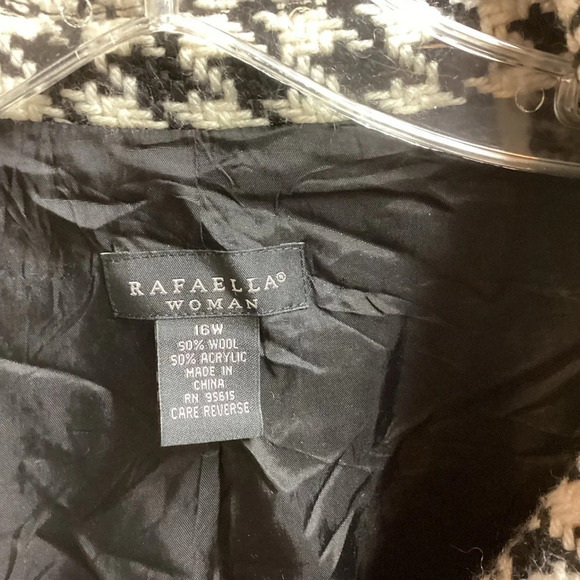 RAFAELLA®
WOMAN
16W
50% WOOL
50% ACRYLIC
MADE IN
CHINA
RN 95615
CARE REVERSE